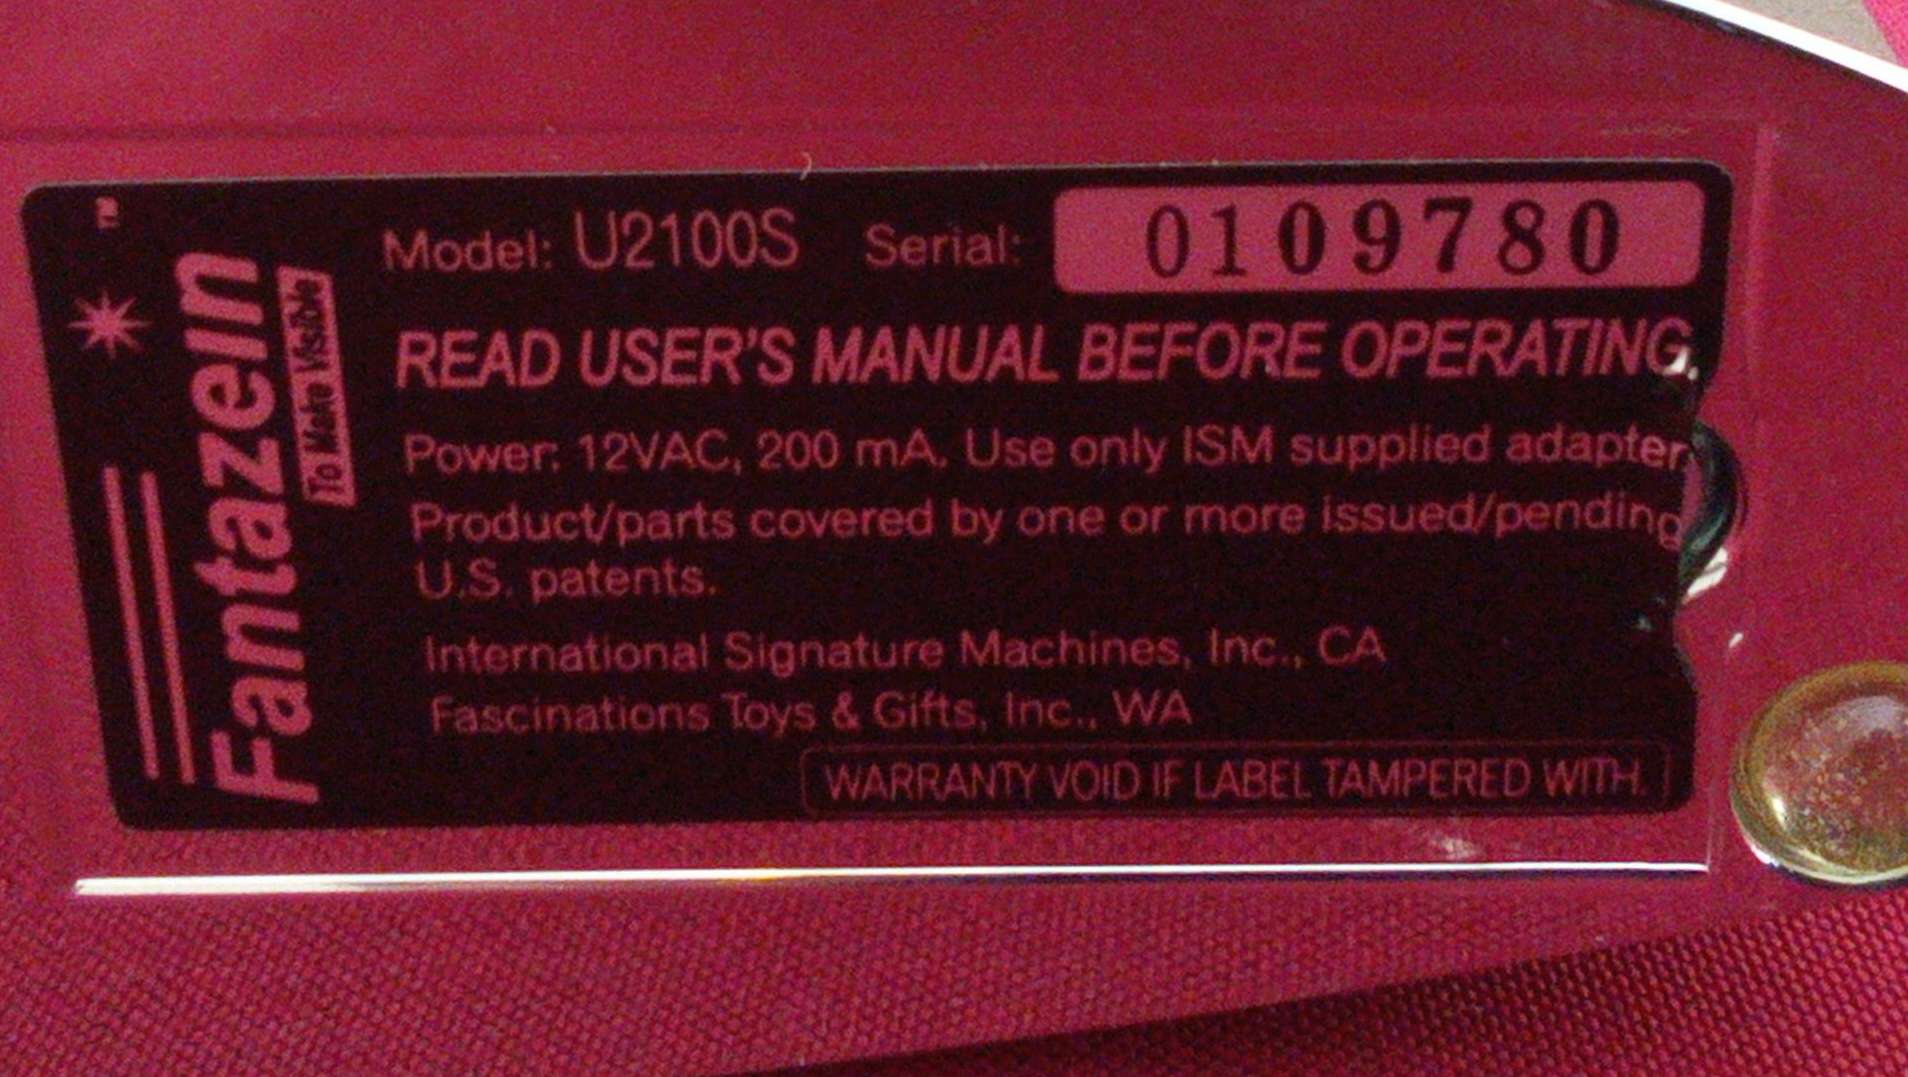 Fantazein
To Make Visible
TM
Model: U2100S Serial: 0109780
READ USER'S MANUAL BEFORE OPERATING.
Power: 12VAC, 200 mA. Use only ISM supplied adapter.
Product/parts covered by one or more issued/pending
U.S. patents.
International Signature Machines, Inc., CA
Fascinations Toys & Gifts, Inc., WA
WARRANTY VOID IF LABEL TAMPERED WITH.